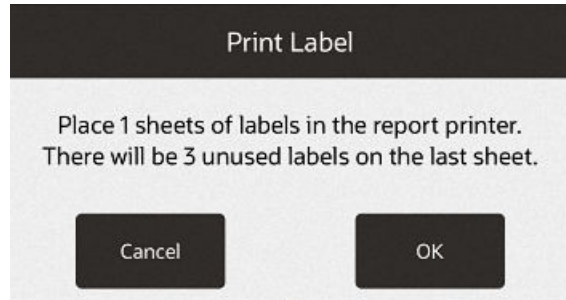 Print Label
Place 1 sheets of labels in the report printer.
There will be 3 unused labels on the last sheet.
Cancel
OK